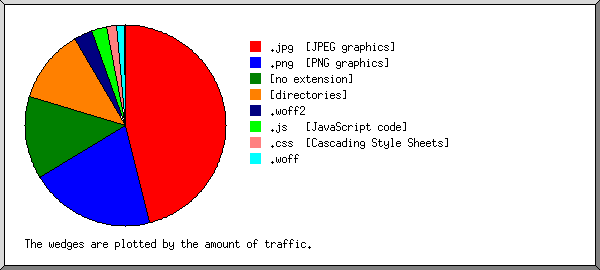 .jpg [JPEG graphics]
.png [PNG graphics]
[no extension]
[directories]
.woff2
.js [JavaScript code]
.css [Cascading Style Sheets]
.woff
The wedges are plotted by the amount of traffic.